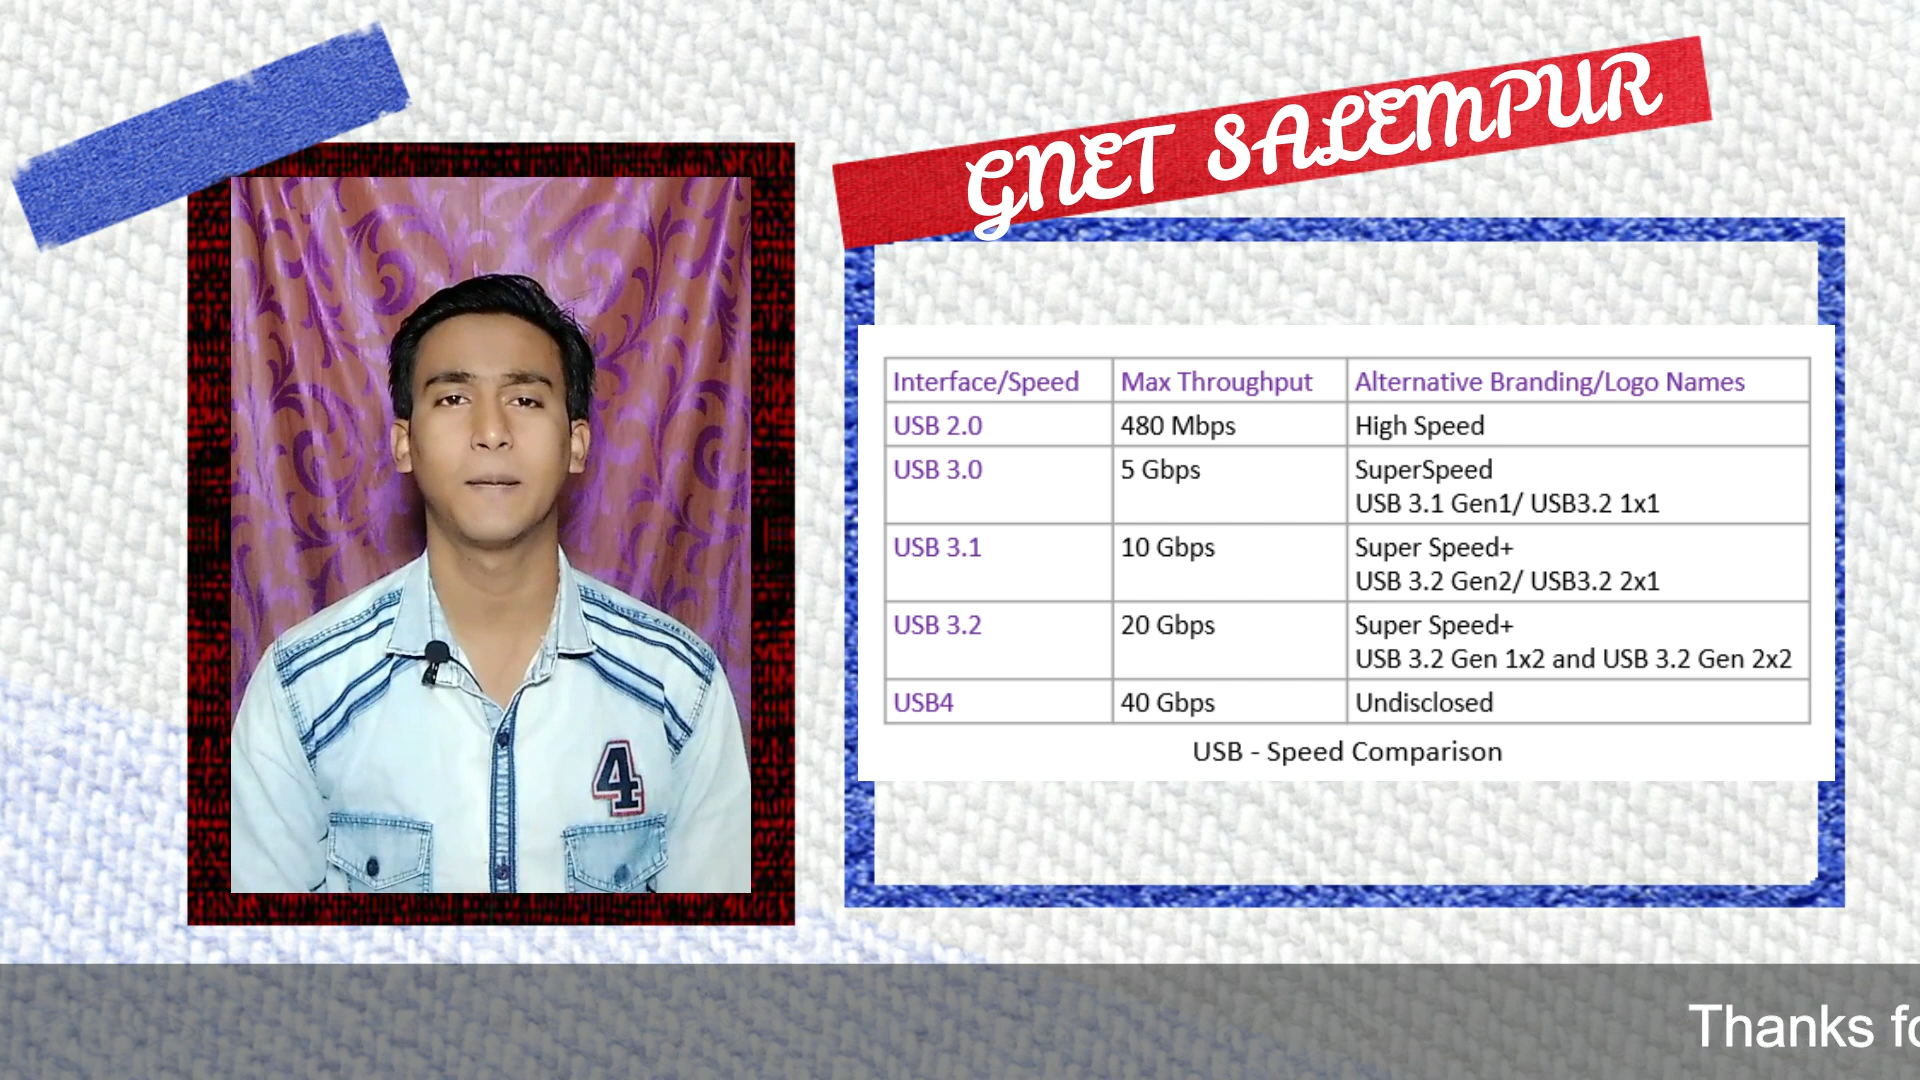 GNET SALEMPUR
Interface/Speed Max Throughput Alternative Branding/Logo Names
USB 2.0 480 Mbps High Speed
USB 3.0 5 Gbps SuperSpeed
USB 3.1 Gen1/ USB3.2 1x1
USB 3.1 10 Gbps Super Speed+
USB 3.2 Gen2/ USB3.2 2x1
USB 3.2 20 Gbps Super Speed+
USB 3.2 Gen 1x2 and USB 3.2 Gen 2x2
USB4 40 Gbps Undisclosed
USB - Speed Comparison
4
Thanks